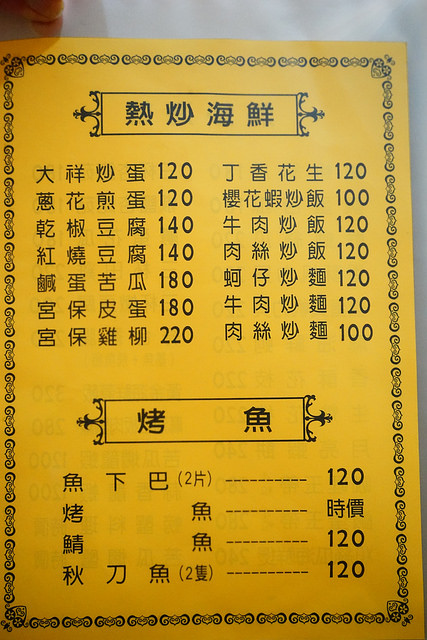 熱炒海鮮
大祥炒蛋 120 丁香花生 120
蔥花煎蛋 120 櫻花蝦炒飯 100
乾椒豆腐 140 牛肉炒飯 120
紅燒豆腐 140 肉絲炒飯 120
鹹蛋苦瓜 180 蚵仔炒麵 120
宮保皮蛋 180 牛肉炒麵 120
宮保雞柳 220 肉絲炒麵 100
烤魚
魚下巴(2片) ---------- 120
烤魚 ---------- 時價
鯖魚 ---------- 120
秋刀魚(2隻) ---------- 120